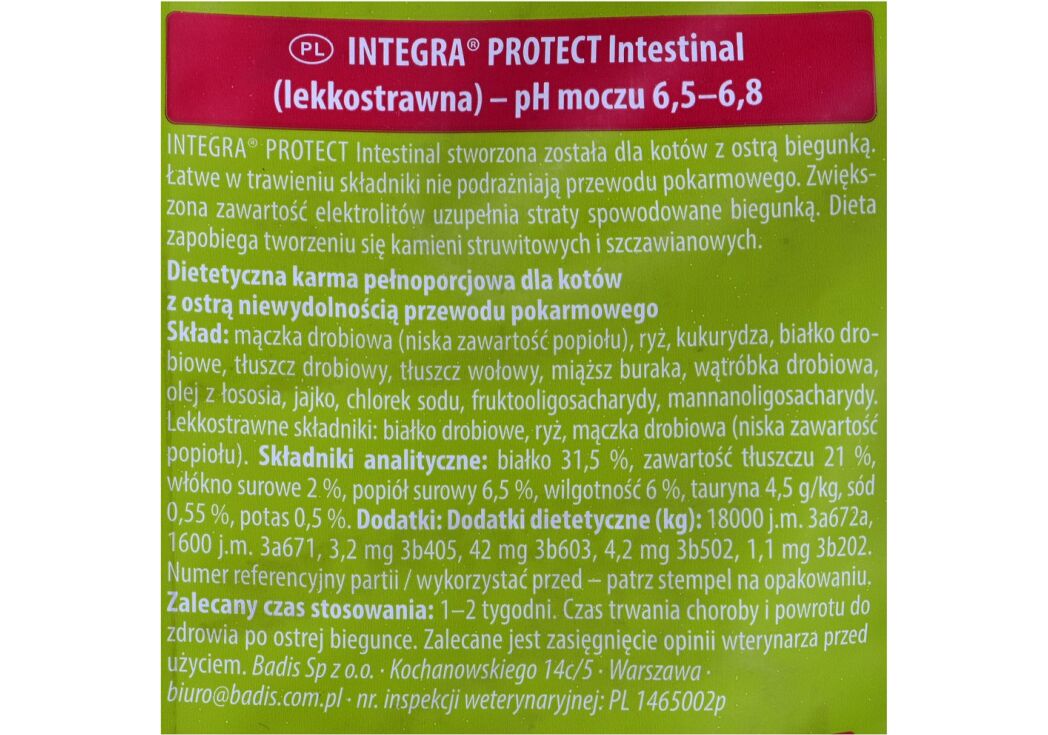 PL INTEGRA® PROTECT Intestinal
(lekkostrawna) – pH moczu 6,5–6,8
INTEGRA® PROTECT Intestinal stworzona została dla kotów z ostrą biegunką.
Łatwe w trawieniu składniki nie podrażniają przewodu pokarmowego. Zwięks-
zona zawartość elektrolitów uzupełnia straty spowodowane biegunką. Dieta
zapobiega tworzeniu się kamieni struwitowych i szczawianowych.
Dietetyczna karma pełnoporcjowa dla kotów
z ostrą niewydolnością przewodu pokarmowego
Skład: mączka drobiowa (niska zawartość popiołu), ryż, kukurydza, białko dro-
biowe, tłuszcz drobiowy, tłuszcz wołowy, miąższ buraka, wątróbka drobiowa,
olej z łososia, jajko, chlorek sodu, fruktooligosacharydy, mannanoligosacharydy.
Lekkostrawne składniki: białko drobiowe, ryż, mączka drobiowa (niska zawartość
popiołu). Składniki analityczne: białko 31,5 %, zawartość tłuszczu 21 %,
włókno surowe 2 %, popiół surowy 6,5 %, wilgotność 6 %, tauryna 4,5 g/kg, sód
0,55 %, potas 0,5 %. Dodatki: Dodatki dietetyczne (kg): 18000 j.m. 3a672a,
1600 j.m. 3a671, 3,2 mg 3b405, 42 mg 3b603, 4,2 mg 3b502, 1,1 mg 3b202.
Numer referencyjny partii / wykorzystać przed – patrz stempel na opakowaniu.
Zalecany czas stosowania: 1–2 tygodni. Czas trwania choroby i powrotu do
zdrowia po ostrej biegunce. Zalecane jest zasięgnięcie opinii wterynarza przed
użyciem. Badis Sp z o.o. · Kochanowskiego 14c/5 · Warszawa ·
biuro@badis.com.pl · nr. inspekcji weterynaryjnej: PL 1465002p